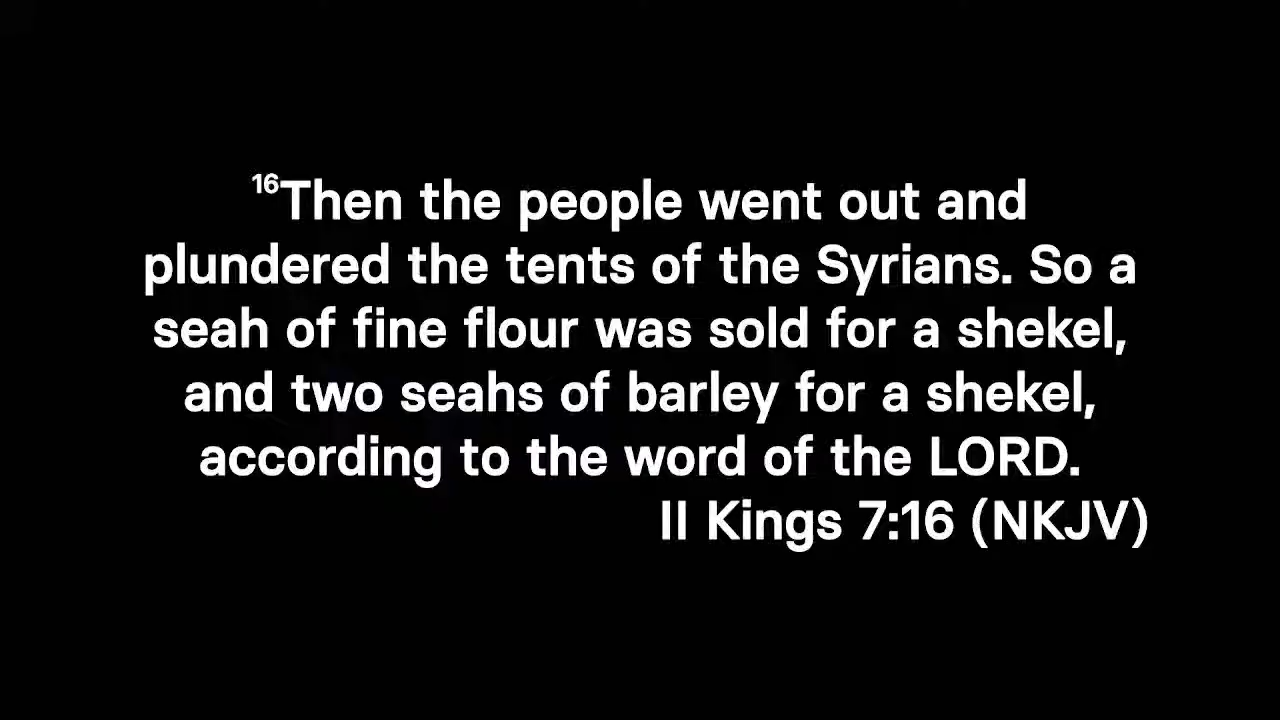 16Then the people went out and
plundered the tents of the Syrians. So a
seah of fine flour was sold for a shekel,
and two seahs of barley for a shekel,
according to the word of the LORD.
II Kings 7:16 (NKJV)